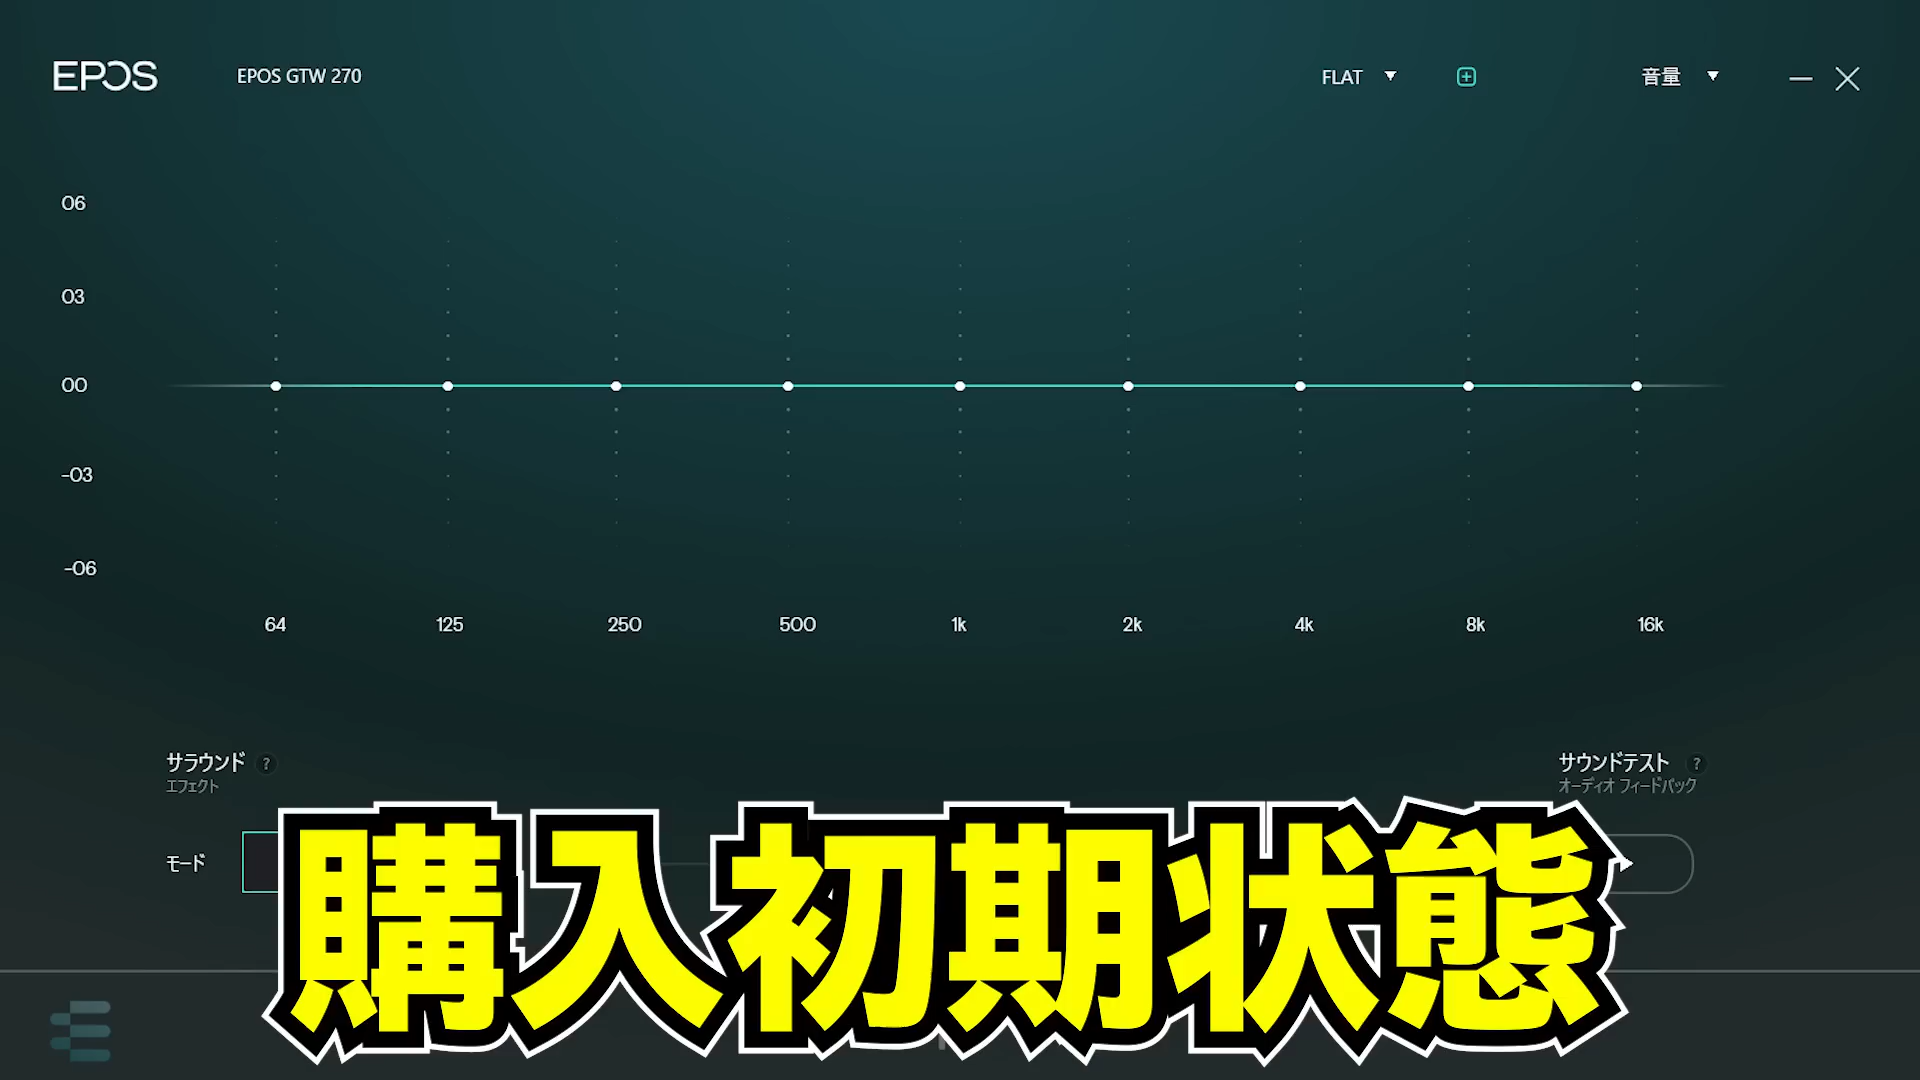 EPOS
EPOS GTW 270
FLAT
音量
06
03
00
-03
-06
64 125 250 500 1k 2k 4k 8k 16k
サラウンド ?
エフェクト
サウンドテスト ?
オーディオ フィードバック
モード
購入初期状態